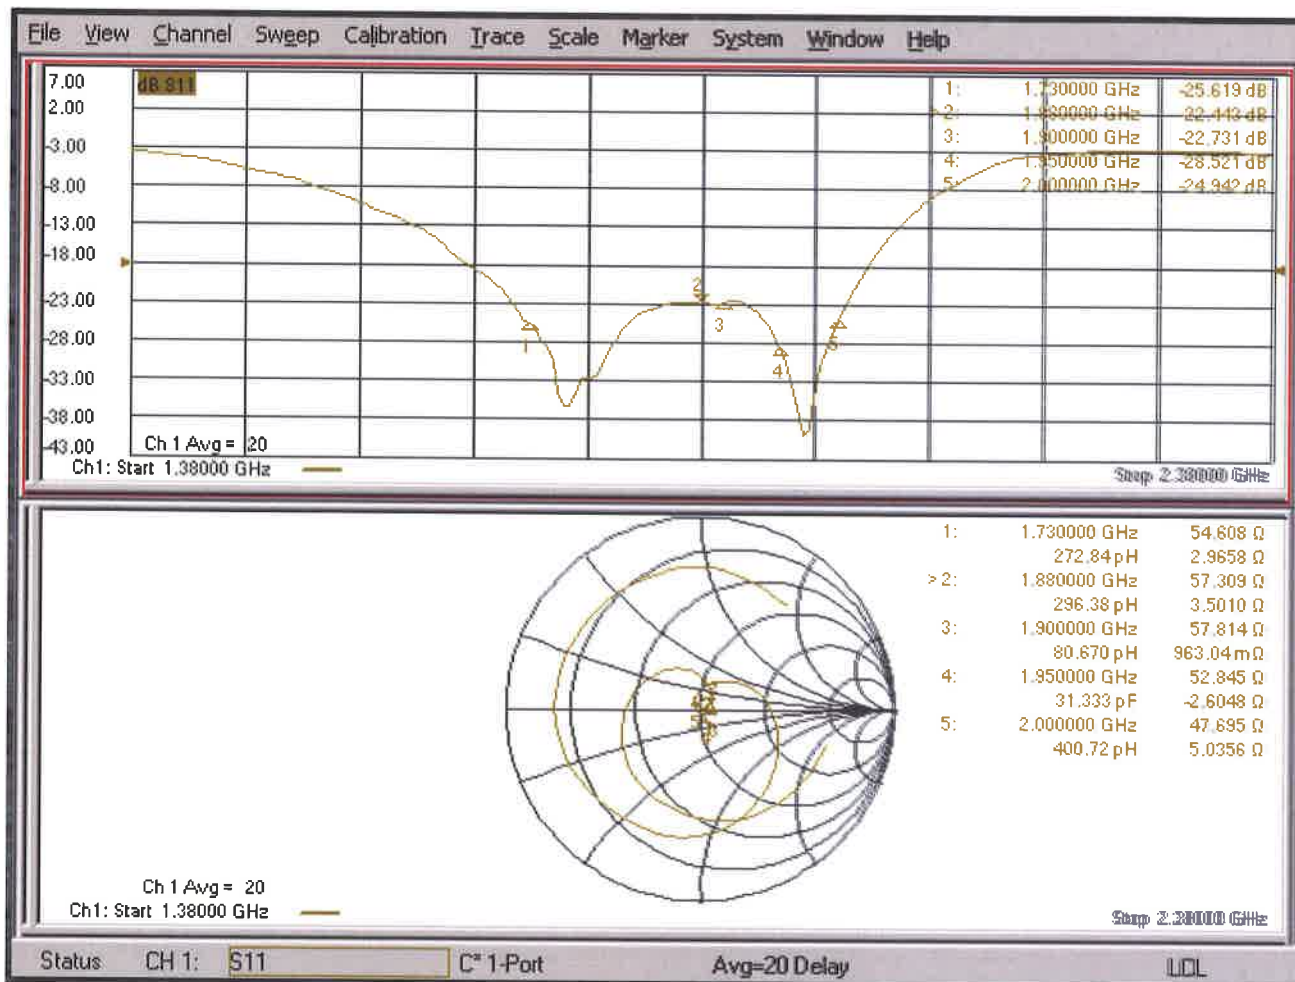 File View Channel Sweep Calibration Trace Scale Marker System Window Help
7.00
2.00
-3.00
-8.00
-13.00
-18.00
-23.00
-28.00
-33.00
-38.00
-43.00
dB S11
1: 1.730000 GHz -25.619 dB
>2: 1.880000 GHz -22.443 dB
3: 1.900000 GHz -22.731 dB
4: 1.950000 GHz -28.521 dB
5: 2.000000 GHz -24.942 dB
1
2
3
4
5
Ch 1 Avg = 20
Ch1: Start 1.38000 GHz
Stop 2.38000 GHz
1: 1.730000 GHz 54.608 Ω
272.84 pH 2.9658 Ω
>2: 1.880000 GHz 57.309 Ω
296.38 pH 3.5010 Ω
3: 1.900000 GHz 57.814 Ω
80.670 pH 963.04 mΩ
4: 1.950000 GHz 52.845 Ω
31.333 pF -2.6048 Ω
5: 2.000000 GHz 47.695 Ω
400.72 pH 5.0356 Ω
Ch 1 Avg = 20
Ch1: Start 1.38000 GHz
Stop 2.38000 GHz
Status CH 1: S11 C* 1-Port Avg=20 Delay LCL